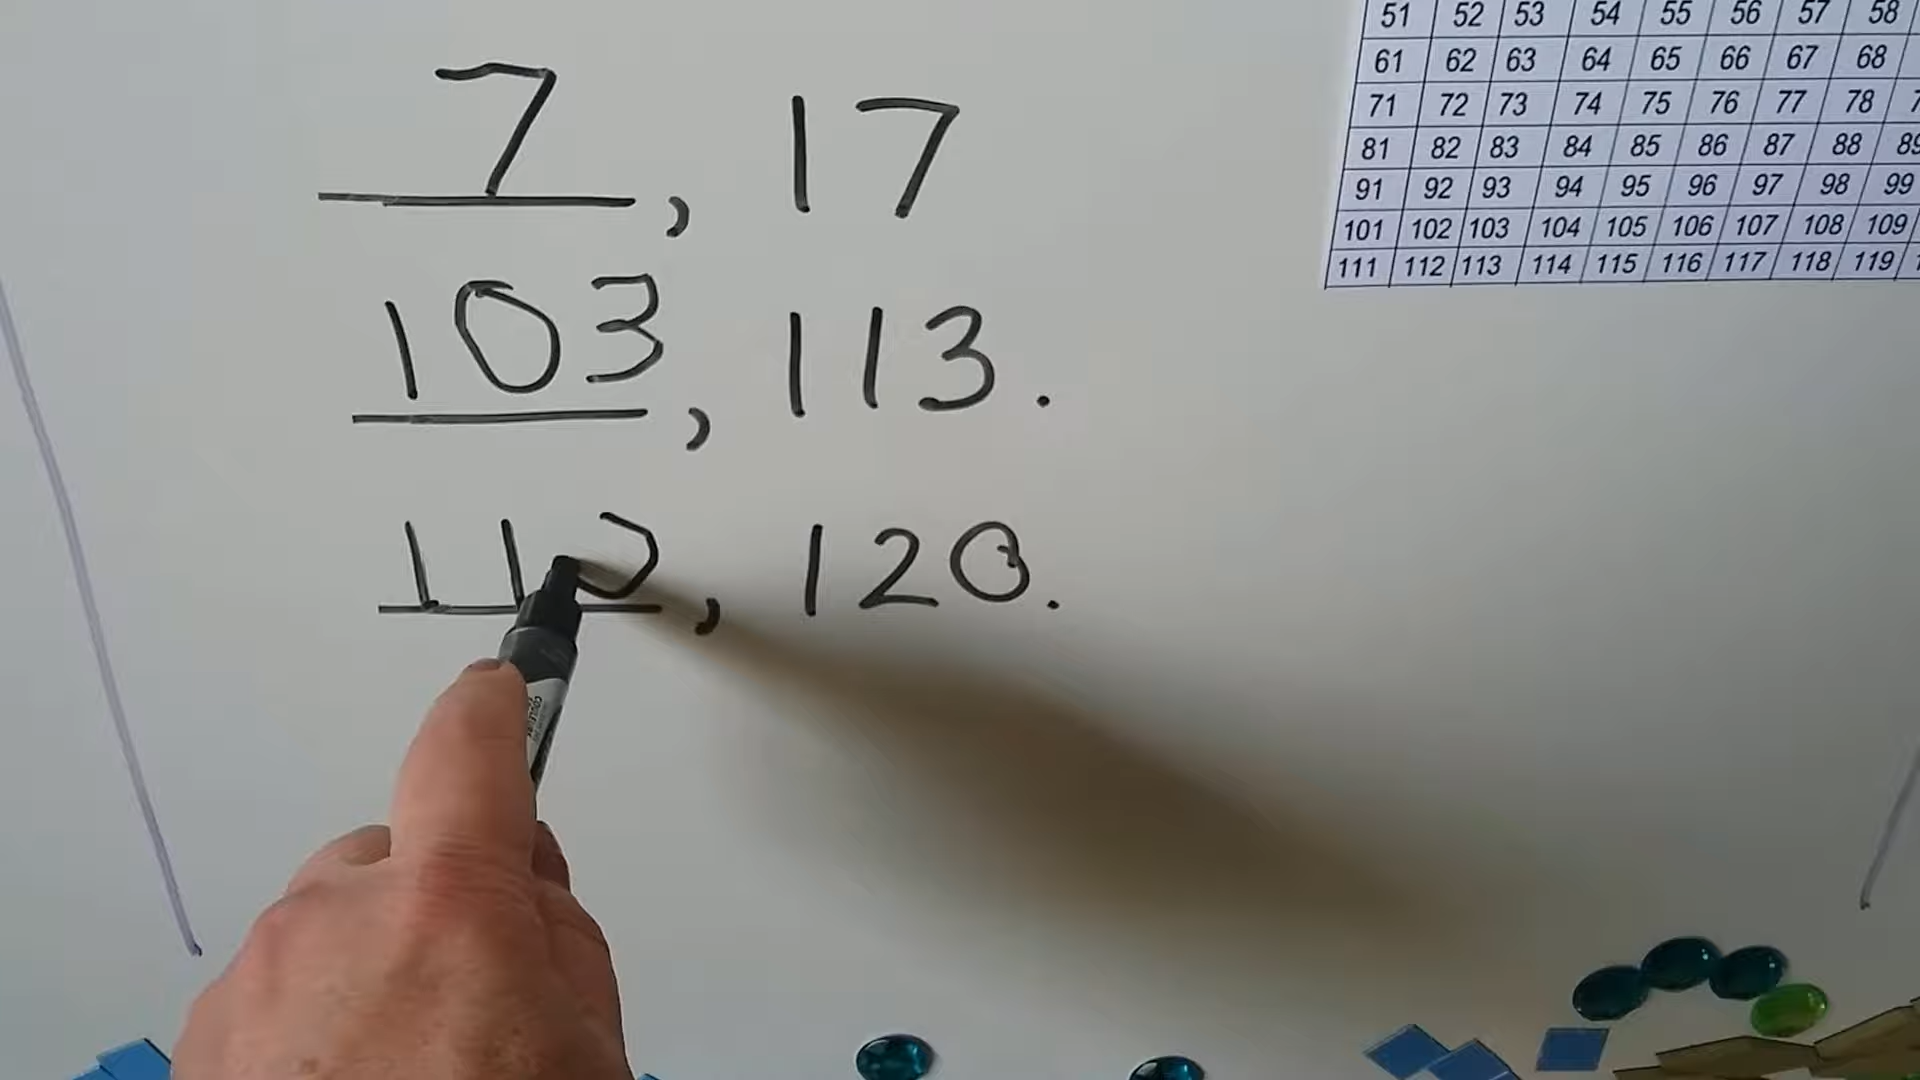 7, 17
103, 113.
110, 120.
51 52 53 54 55 56 57 58
61 62 63 64 65 66 67 68
71 72 73 74 75 76 77 78
81 82 83 84 85 86 87 88 89
91 92 93 94 95 96 97 98 99
101 102 103 104 105 106 107 108 109
111 112 113 114 115 116 117 118 119